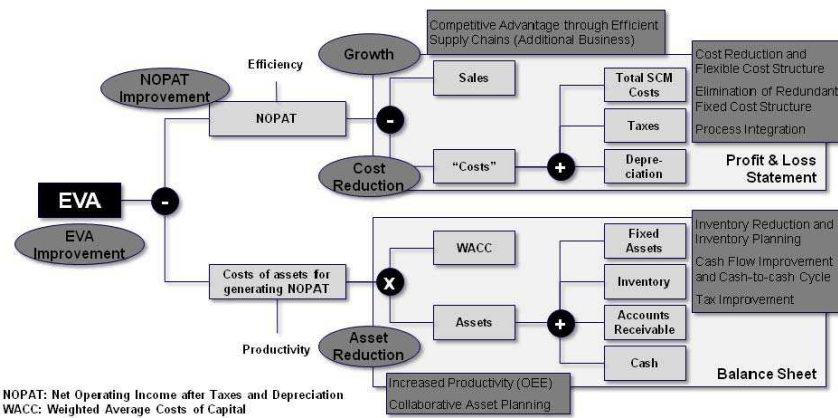 Competitive Advantage through Efficient
Supply Chains (Additional Business)
Growth
Cost Reduction and
Flexible Cost Structure
Elimination of Redundant
Fixed Cost Structure
Process Integration
Efficiency
NOPAT
Improvement
Sales
Total SCM
Costs
NOPAT
-
Taxes
Cost
Reduction
"Costs"
+
Depre-
ciation
Profit & Loss
Statement
EVA
-
EVA
Improvement
Inventory Reduction and
Inventory Planning
Cash Flow Improvement
and Cash-to-cash Cycle
Tax Improvement
WACC
Fixed
Assets
Costs of assets for
generating NOPAT
X
Inventory
Assets
+
Accounts
Receivable
Productivity
Asset
Reduction
Cash
Balance Sheet
Increased Productivity (OEE)
Collaborative Asset Planning
NOPAT: Net Operating Income after Taxes and Depreciation
WACC: Weighted Average Costs of Capital